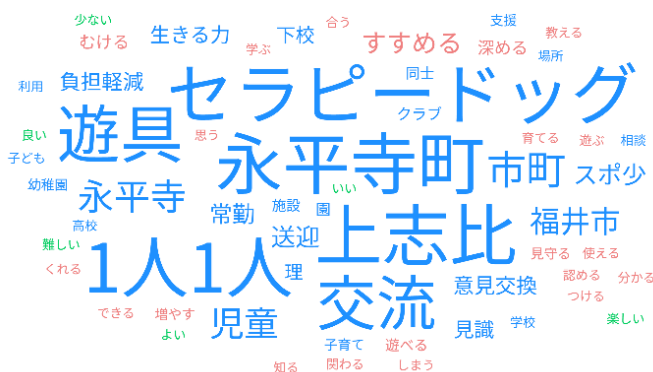 少ない
合う
支援
むける
生きる力
下校
学ぶ
すすめる
深める
教える
場所
利用
負担軽減
セラピードッグ
同士
クラブ
良い
遊具
思う
永平寺町
育てる
遊ぶ
相談
子ども
幼稚園
永平寺
いい
市町
スポ少
高校
常勤
施設
園
上志比
福井市
難しい
送迎
見守る
使える
くれる
1人1人
理
交流
意見交換
認める
分かる
つける
できる
増やす
児童
見識
学校
楽しい
よい
子育て
遊べる
知る
関わる
しまう